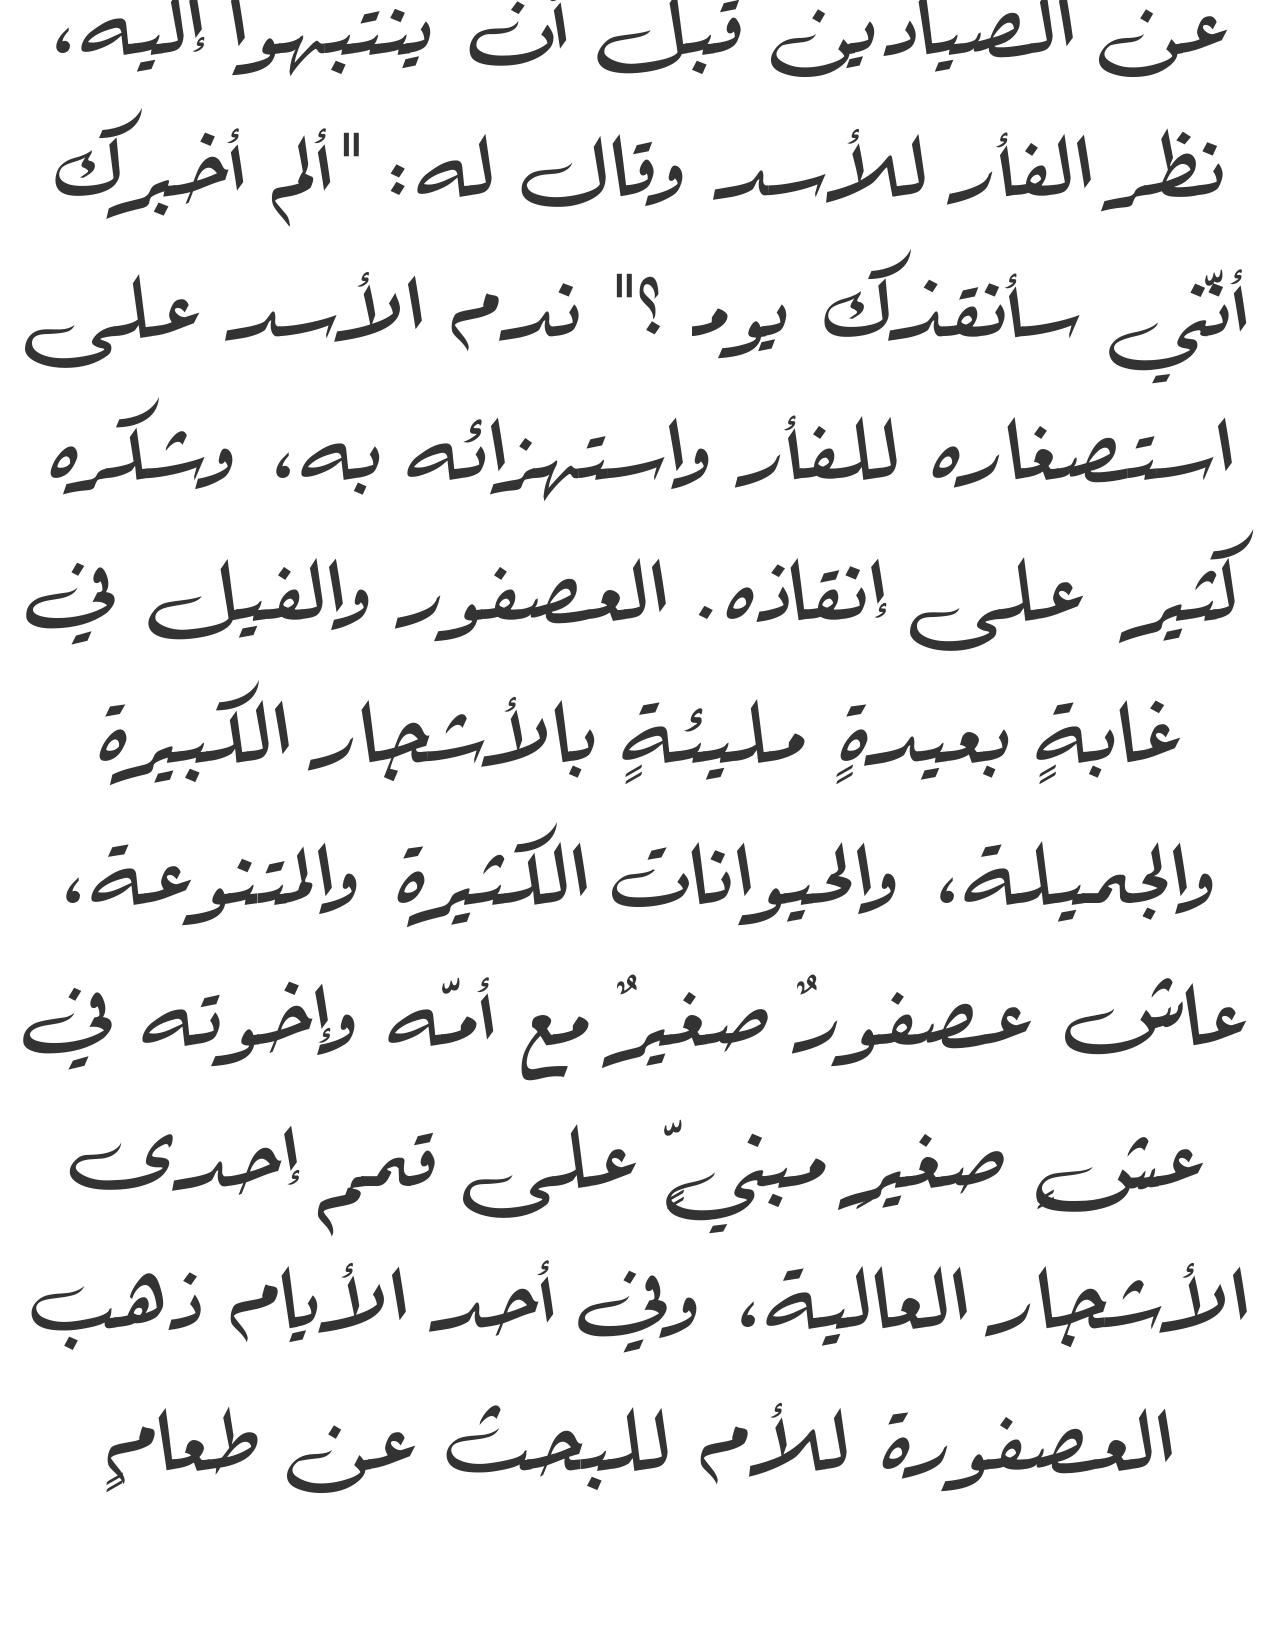 عن الصيادين قبل أن ينتبهوا إليه،
نظر الفأر للأسد وقال له: "ألم أخبرك
أنّني سأنقذك يوم ؟" ندم الأسد على
استصغاره للفأر واستهزائه به، وشكره
كثير على إنقاذه. العصفور والفيل في
غابةٍ بعيدةٍ مليئةٍ بالأشجار الكبيرة
والجميلة، والحيوانات الكثيرة والمتنوعة،
عاش عصفورٌ صغيرٌ مع أمّه وإخوته في
عشٍ صغيرِ مبنيٍّ على قمم إحدى
الأشجار العالية، وفي أحد الأيام ذهب
العصفورة للأم للبحث عن طعامٍ